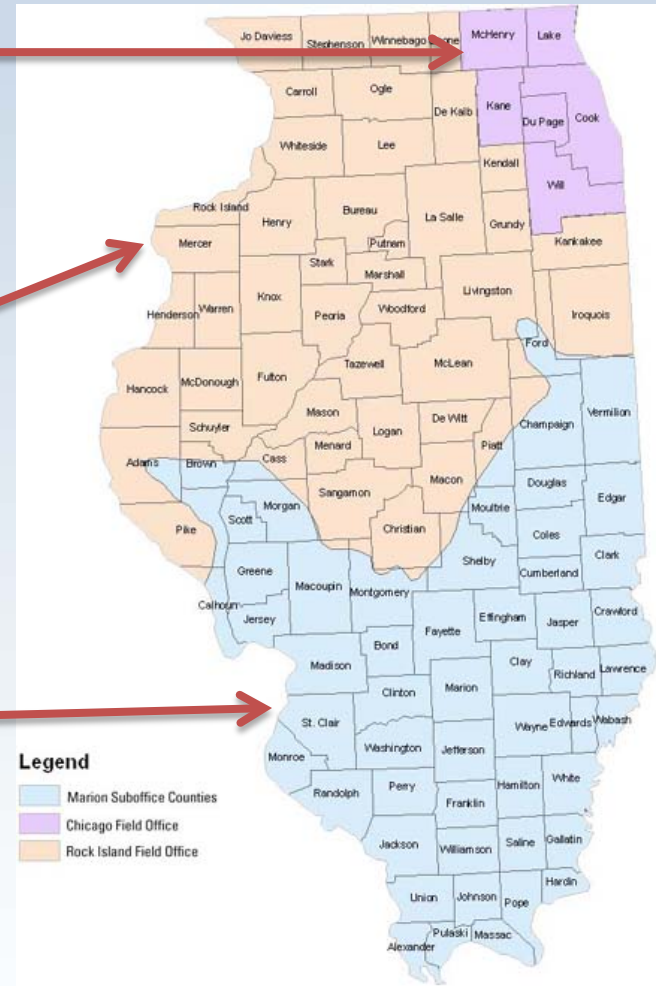 Jo Daviess
Stephenson
Winnebago
McHenry
Lake
Carroll
Ogle
De Kalb
Kane
Du Page
Cook
Whiteside
Lee
Kendall
Will
Rock Island
Henry
Bureau
La Salle
Grundy
Mercer
Putnam
Kankakee
Stark
Marshall
Henderson
Warren
Knox
Peoria
Woodford
Livingston
Iroquois
Ford
Hancock
McDonough
Fulton
Tazewell
McLean
Schuyler
Mason
Logan
De Witt
Champaign
Vermilion
Adams
Brown
Cass
Menard
Piatt
Macon
Pike
Scott
Morgan
Sangamon
Christian
Moultrie
Douglas
Edgar
Coles
Greene
Macoupin
Montgomery
Shelby
Cumberland
Clark
Calhoun
Jersey
Bond
Fayette
Effingham
Jasper
Crawford
Madison
Clinton
Marion
Clay
Richland
Lawrence
St. Clair
Washington
Jefferson
Wayne
Edwards
Wabash
Monroe
Randolph
Perry
Franklin
Hamilton
White
Jackson
Williamson
Saline
Gallatin
Union
Johnson
Pope
Hardin
Alexander
Pulaski
Massac
Legend
Marion Suboffice Counties
Chicago Field Office
Rock Island Field Office